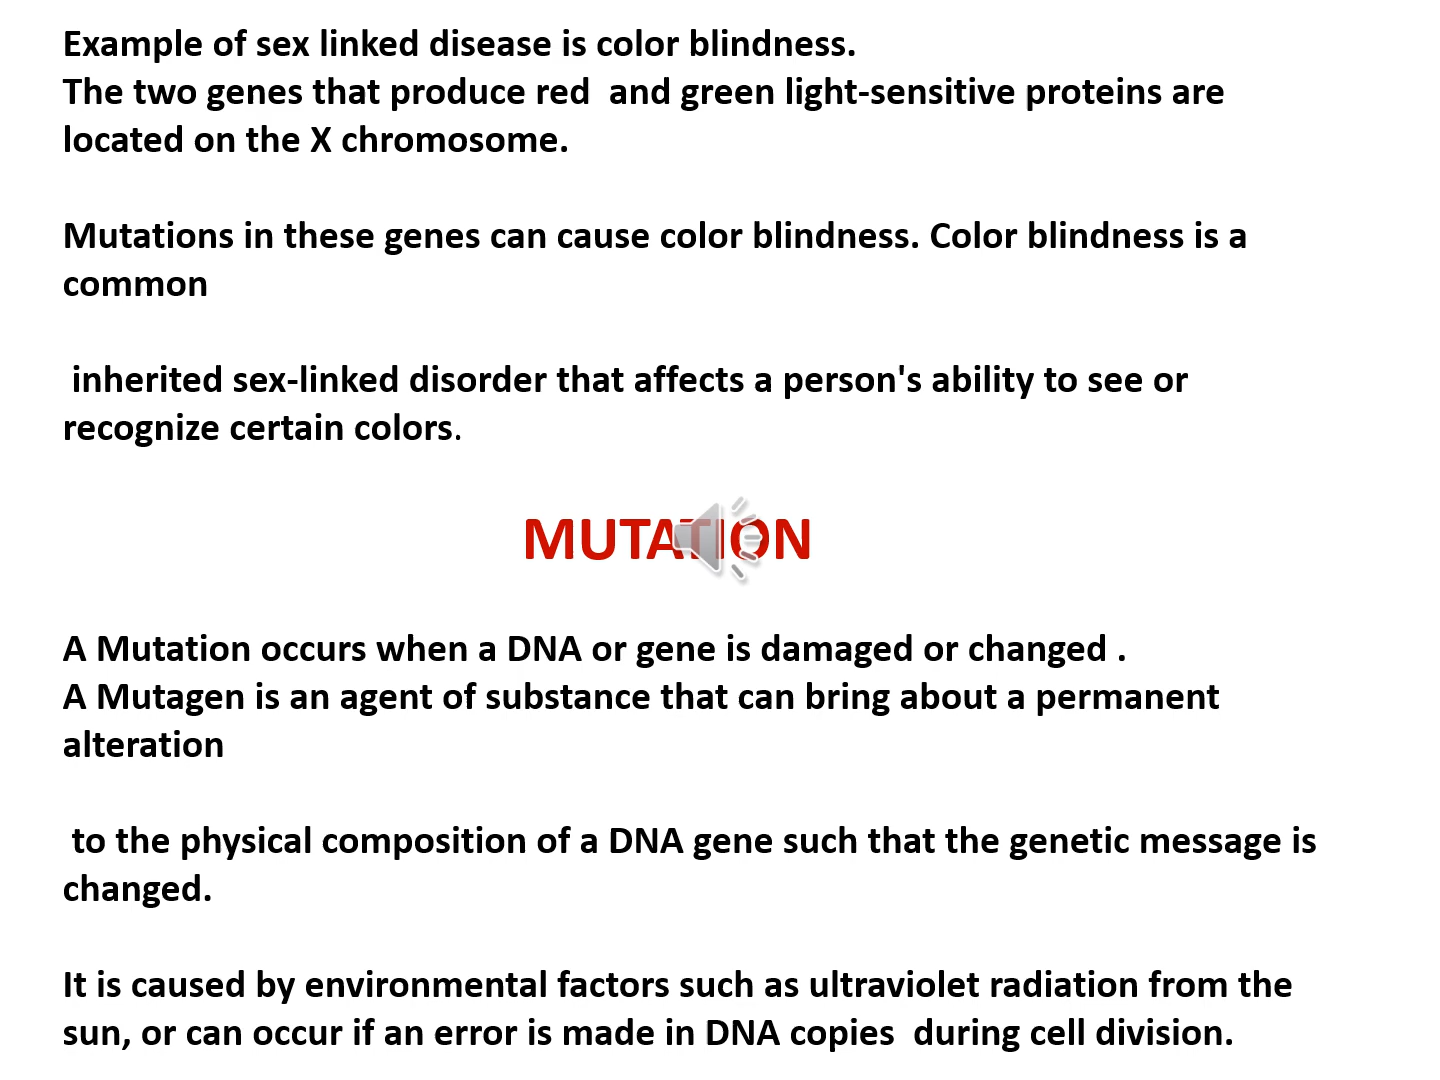 Example of sex linked disease is color blindness.
The two genes that produce red  and green light-sensitive proteins are
located on the X chromosome.
Mutations in these genes can cause color blindness. Color blindness is a
common
inherited sex-linked disorder that affects a person's ability to see or
recognize certain colors.
MUTATION
A Mutation occurs when a DNA or gene is damaged or changed .
A Mutagen is an agent of substance that can bring about a permanent
alteration
to the physical composition of a DNA gene such that the genetic message is
changed.
It is caused by environmental factors such as ultraviolet radiation from the
sun, or can occur if an error is made in DNA copies  during cell division.